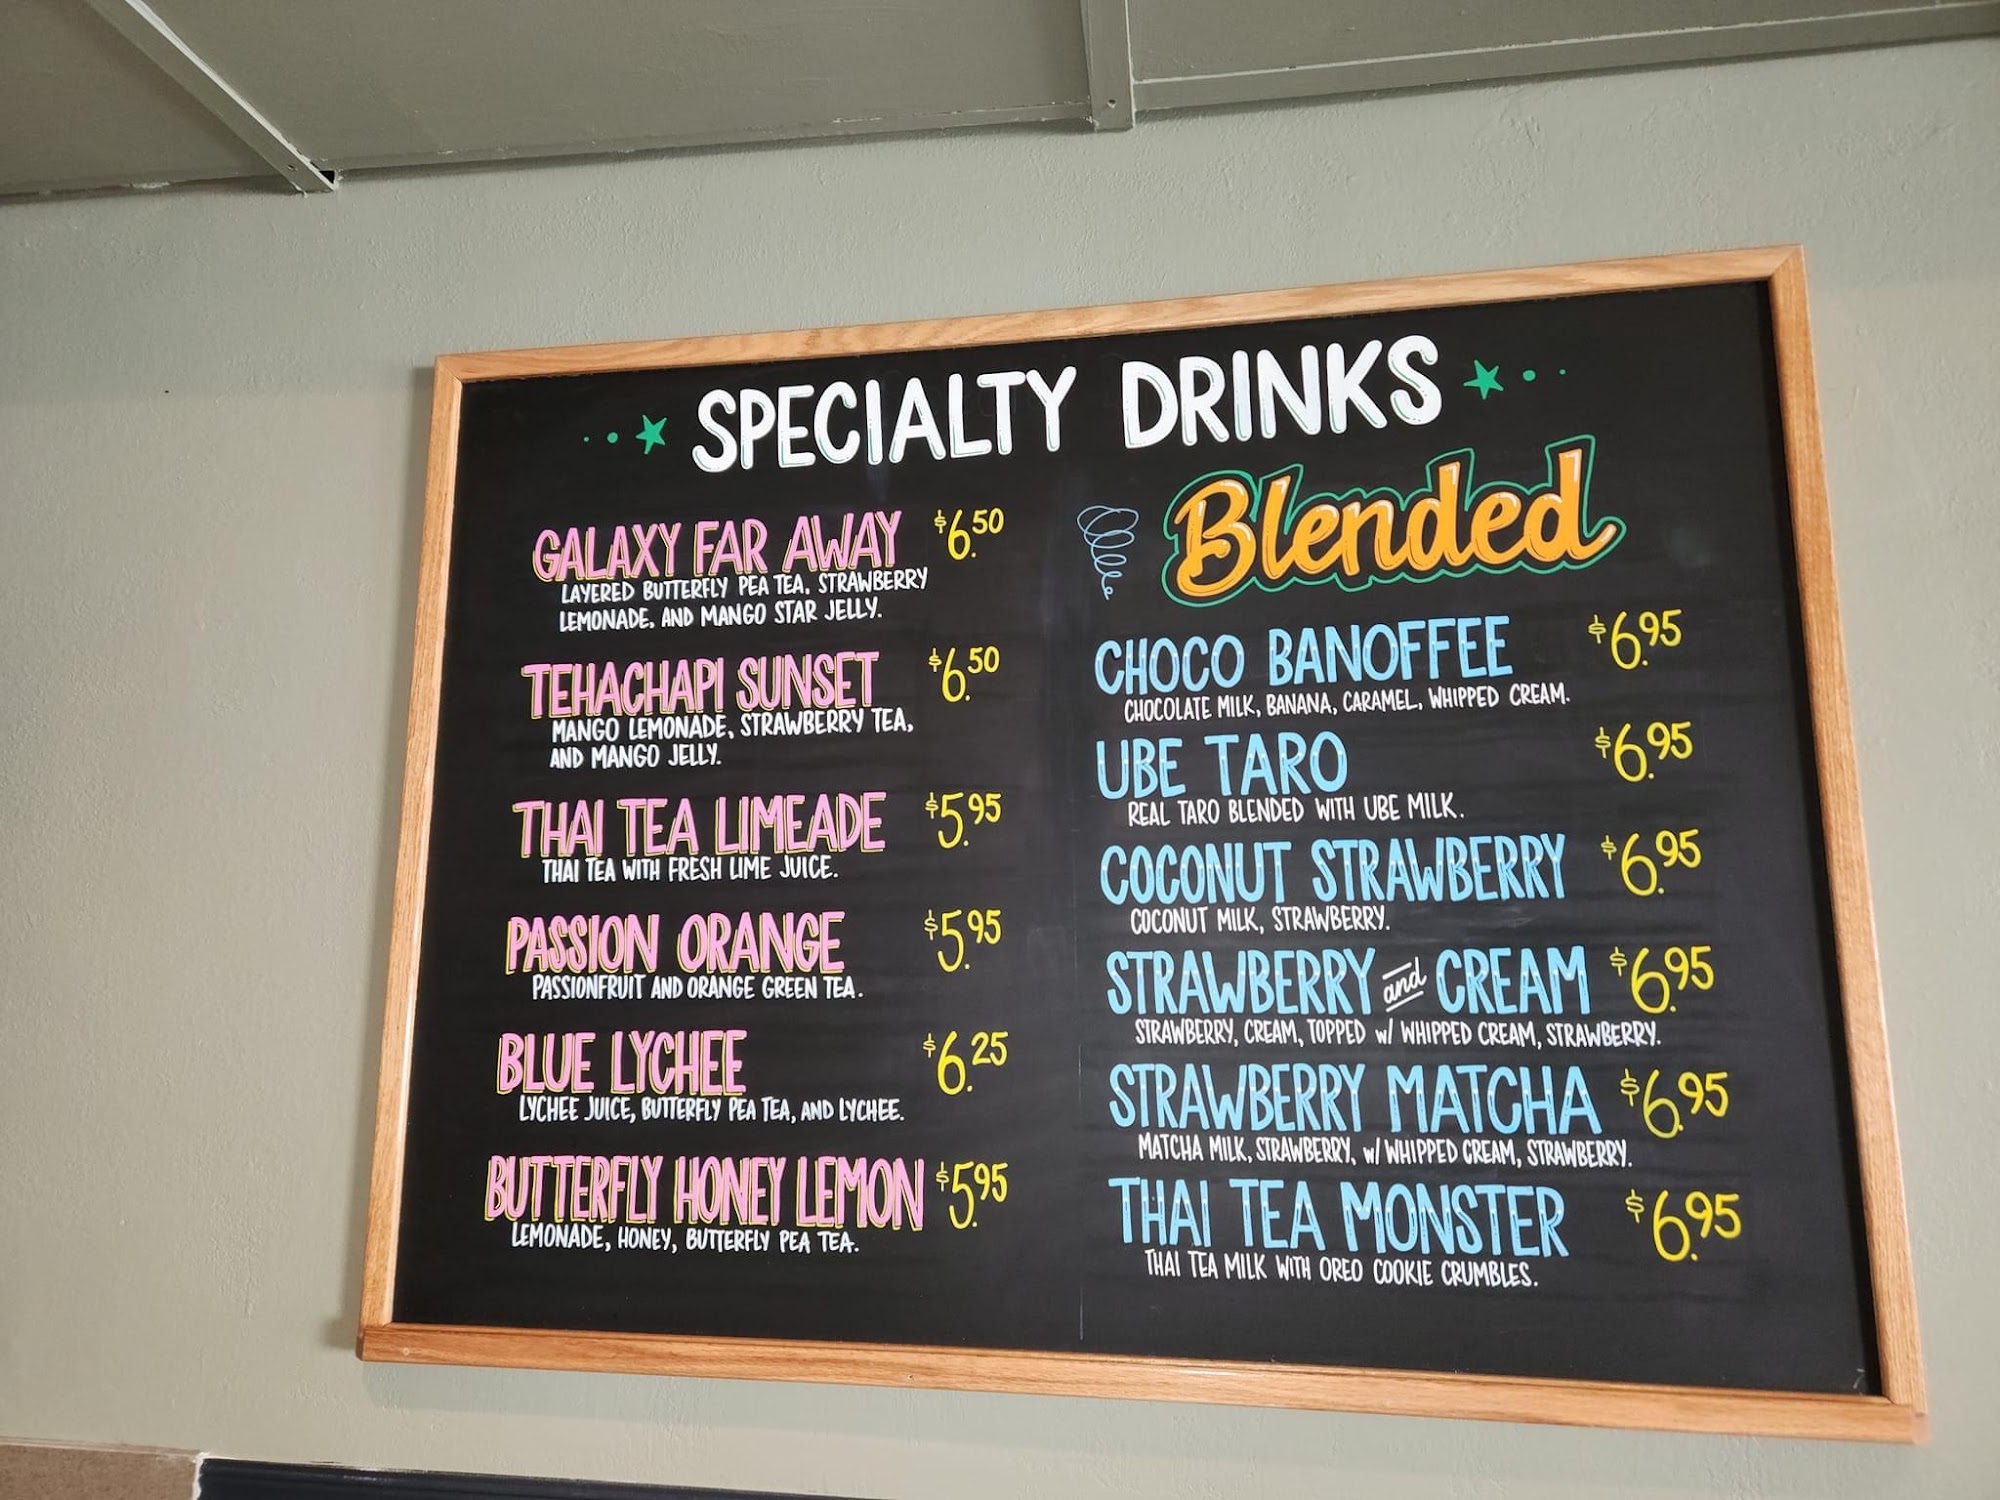 SPECIALTY DRINKS
GALAXY FAR AWAY $6.50
LAYERED BUTTERFLY PEA TEA, STRAWBERRY
LEMONADE, AND MANGO STAR JELLY.
TEHACHAPI SUNSET $6.50
MANGO LEMONADE, STRAWBERRY TEA,
AND MANGO JELLY.
THAI TEA LIMEADE $5.95
THAI TEA WITH FRESH LIME JUICE.
PASSION ORANGE $5.95
PASSIONFRUIT AND ORANGE GREEN TEA.
BLUE LYCHEE $6.25
LYCHEE JUICE, BUTTERFLY PEA TEA, AND LYCHEE.
BUTTERFLY HONEY LEMON $5.95
LEMONADE, HONEY, BUTTERFLY PEA TEA.
Blended
CHOCO BANOFFEE $6.95
CHOCOLATE MILK, BANANA, CARAMEL, WHIPPED CREAM.
UBE TARO $6.95
REAL TARO BLENDED WITH UBE MILK.
COCONUT STRAWBERRY $6.95
COCONUT MILK, STRAWBERRY.
STRAWBERRY and CREAM $6.95
STRAWBERRY, CREAM, TOPPED w/ WHIPPED CREAM, STRAWBERRY.
STRAWBERRY MATCHA $6.95
MATCHA MILK, STRAWBERRY, w/ WHIPPED CREAM, STRAWBERRY.
THAI TEA MONSTER $6.95
THAI TEA MILK WITH OREO COOKIE CRUMBLES.